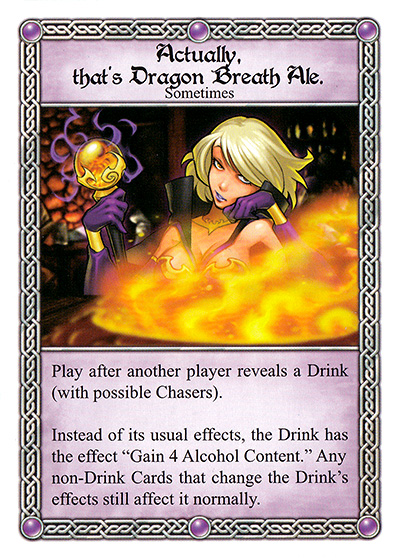 Actually,
that's Dragon Breath Ale.
Sometimes
Play after another player reveals a Drink
(with possible Chasers).
Instead of its usual effects, the Drink has
the effect “Gain 4 Alcohol Content.” Any
non-Drink Cards that change the Drink’s
effects still affect it normally.